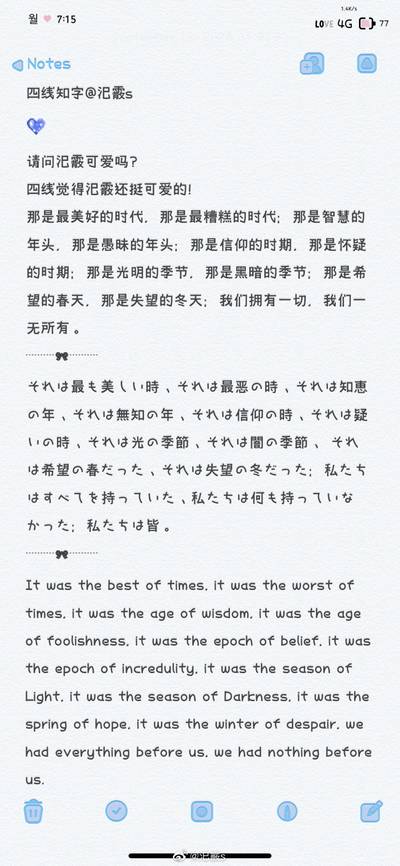 월 7:15
1.4K/s
LOVE 4G 77
Notes
四线知字@汜霰s
请问汜霰可爱吗?
四线觉得汜霰还挺可爱的!
那是最美好的时代, 那是最糟糕的时代; 那是智慧的
年头, 那是愚昧的年头; 那是信仰的时期, 那是怀疑
的时期; 那是光明的季节, 那是黑暗的季节; 那是希
望的春天, 那是失望的冬天; 我们拥有一切, 我们一
无所有。
それは最も美しい時、それは最悪の時、それは知恵
の年、それは無知の年、それは信仰の時、それは疑
いの時、それは光の季節、それは闇の季節、 それ
は希望の春だった、それは失望の冬だった; 私たち
はすべてを持っていた、私たちは何も持っていな
かった; 私たちは皆。
It was the best of times, it was the worst of
times, it was the age of wisdom, it was the age
of foolishness, it was the epoch of belief, it was
the epoch of incredulity, it was the season of
Light, it was the season of Darkness, it was the
spring of hope, it was the winter of despair, we
had everything before us, we had nothing before
us.
@汜霰s